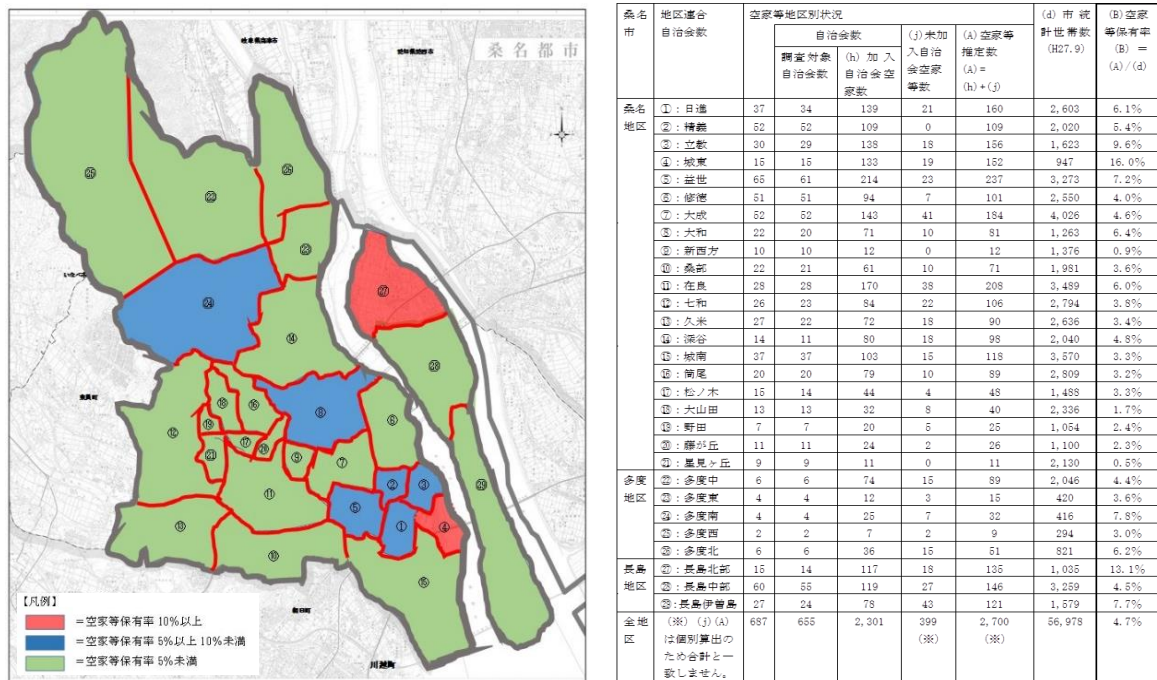 桑名都市
①
②
③
④
⑤
⑥
⑦
⑧
⑨
⑩
⑪
⑫
⑬
⑭
⑮
⑯
⑰
⑱
⑲
㉑
㉔
㉗
【凡例】
=空家等保有率 10%以上
=空家等保有率 5%以上 10%未満
=空家等保有率 5%未満
川越町
朝日町
桑名市 地区連合自治会数 空家等地区別状況 (d) 市統計世帯数 (H27.9) (B)空家等保有率 (B) = (A)/(d)
自治会数 (j)未加入自治会空家等数 (A)空家等推定数 (A)= (h)+(j)
調査対象自治会数 (h) 加入自治会空家数
桑名地区 ①:日進 37 34 139 21 160 2,603 6.1%
②:精義 52 52 109 0 109 2,020 5.4%
③:立教 30 29 138 18 156 1,623 9.6%
④:城東 15 15 133 19 152 947 16.0%
⑤:益世 65 61 214 23 237 3,273 7.2%
⑥:修徳 51 51 94 7 101 2,550 4.0%
⑦:大成 52 52 143 41 184 4,026 4.6%
⑧:大和 22 20 71 10 81 1,263 6.4%
⑨:新西方 10 10 12 0 12 1,376 0.9%
⑩:桑部 22 21 61 10 71 1,981 3.6%
⑪:在良 28 28 170 38 208 3,489 6.0%
⑫:七和 26 23 84 22 106 2,794 3.8%
⑬:久米 27 22 72 18 90 2,636 3.4%
⑭:深谷 14 11 80 18 98 2,040 4.8%
⑮:城南 37 37 103 15 118 3,570 3.3%
⑯:筒尾 20 20 79 10 89 2,809 3.2%
⑰:松ノ木 15 14 44 4 48 1,488 3.3%
⑱:大山田 13 13 32 8 40 2,336 1.7%
⑲:野田 7 7 20 5 25 1,054 2.4%
⑳:藤が丘 11 11 24 2 26 1,100 2.3%
㉑:星見ヶ丘 9 9 11 0 11 2,130 0.5%
多度地区 ㉒:多度中 6 6 74 15 89 2,046 4.4%
㉓:多度東 4 4 12 3 15 420 3.6%
㉔:多度南 4 4 25 7 32 416 7.8%
㉕:多度西 2 2 7 2 9 294 3.0%
㉖:多度北 6 6 36 15 51 821 6.2%
長島地区 ㉗:長島北部 15 14 117 18 135 1,035 13.1%
㉘:長島中部 60 55 119 27 146 3,259 4.5%
㉙:長島伊曽島 27 24 78 43 121 1,579 7.7%
全地区 (※) (j)(A)は個別算出のため合計と一致しません。 687 655 2,301 399 (※) 2,700 (※) 56,978 4.7%